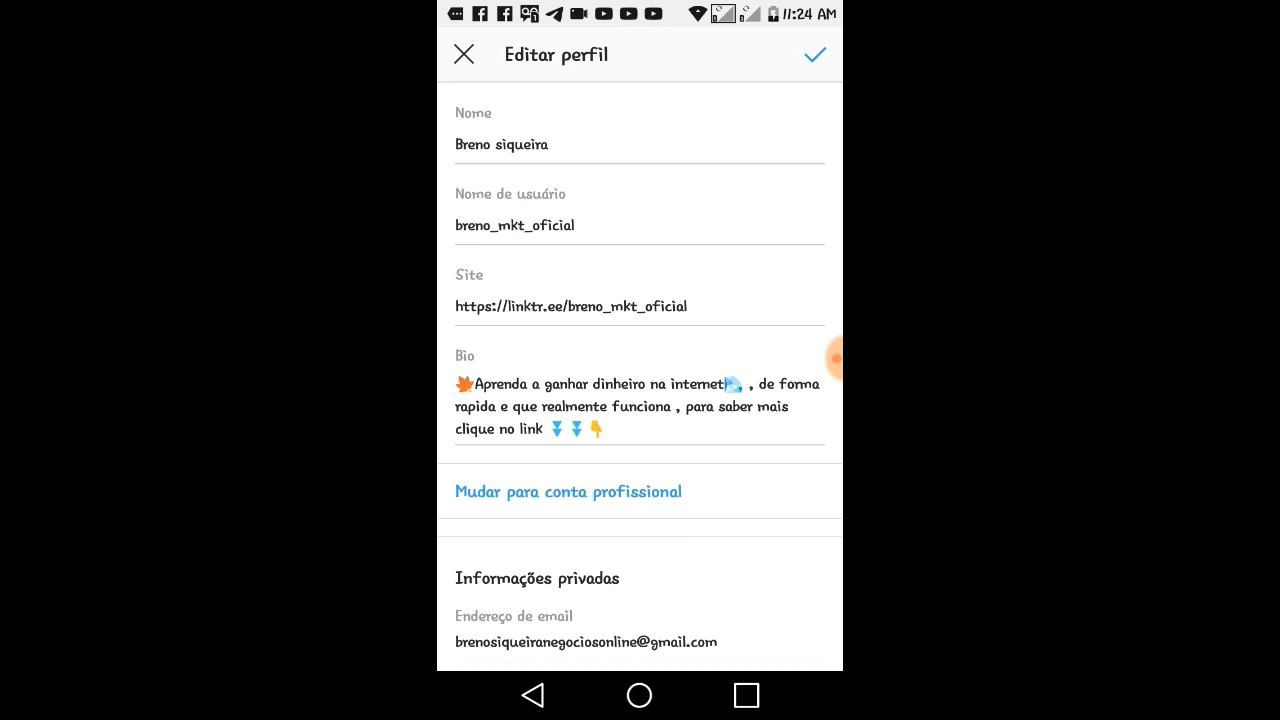 11:24 AM
Editar perfil
Nome
Breno siqueira
Nome de usuário
breno_mkt_oficial
Site
https://linktr.ee/breno_mkt_oficial
Bio
🍁Aprenda a ganhar dinheiro na internet , de forma
rapida e que realmente funciona , para saber mais
clique no link ⏬ ⏬ 👇
Mudar para conta profissional
Informações privadas
Endereço de email
brenosiqueiranegociosonline@gmail.com